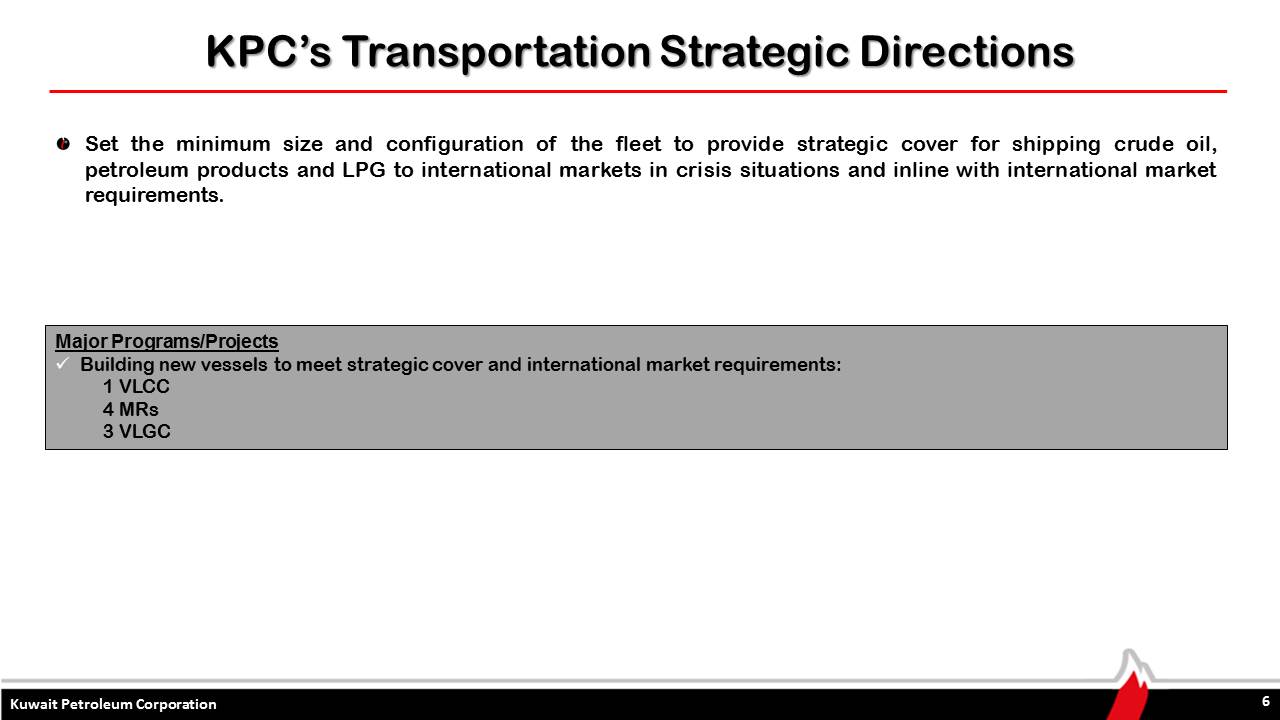 KPC’s Transportation Strategic Directions
Set the minimum size and configuration of the fleet to provide strategic cover for shipping crude oil,
petroleum products and LPG to international markets in crisis situations and inline with international market
requirements.
Major Programs/Projects
✓ Building new vessels to meet strategic cover and international market requirements:
1 VLCC
4 MRs
3 VLGC
Kuwait Petroleum Corporation
6